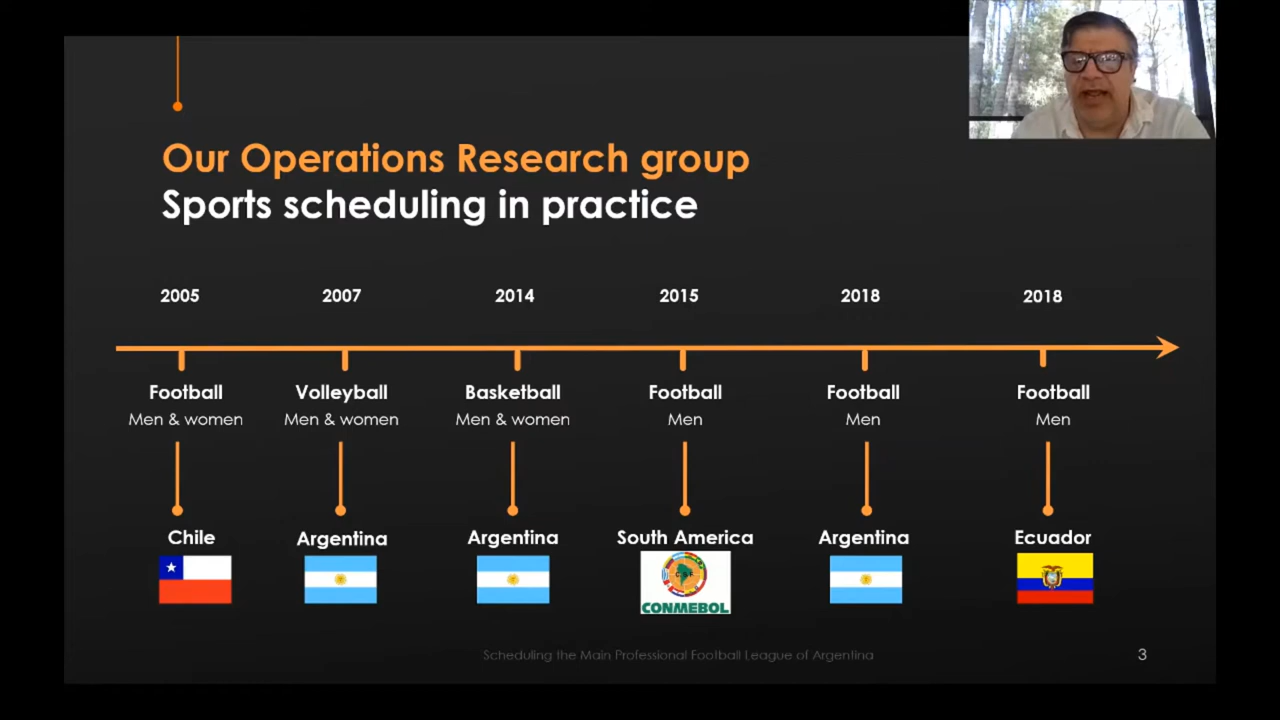 Our Operations Research group
Sports scheduling in practice
2005 2007 2014 2015 2018 2018
Football Volleyball Basketball Football Football Football
Men & women Men & women Men & women Men Men Men
Chile Argentina Argentina South America Argentina Ecuador
CONMEBOL
Scheduling the Main Professional Football League of Argentina
3